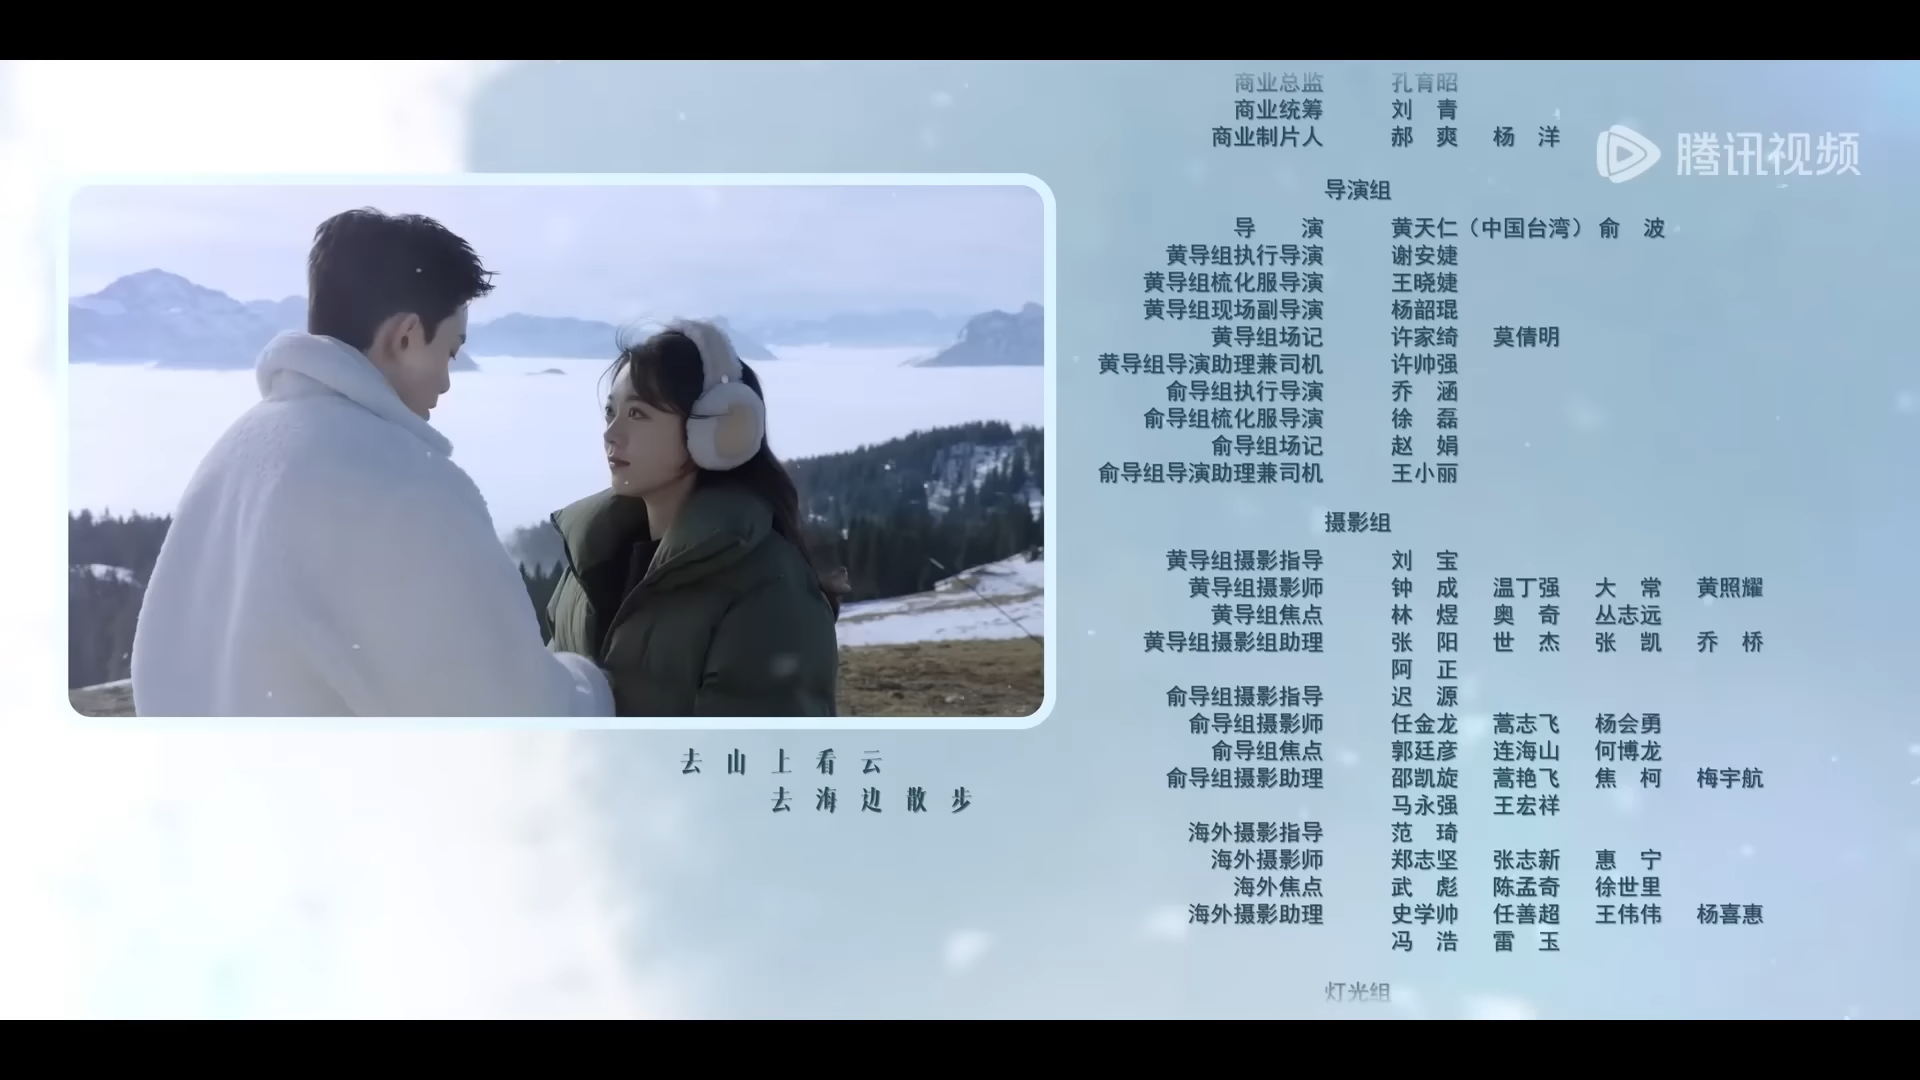 商业总监 孔育昭
商业统筹 刘 青
商业制片人 郝 爽 杨 洋
腾讯视频
导演组
导 演 黄天仁（中国台湾） 俞 波
黄导组执行导演 谢安婕
黄导组梳化服导演 王晓婕
黄导组现场副导演 杨韶琨
黄导组场记 许家绮 莫倩明
黄导组导演助理兼司机 许帅强
俞导组执行导演 乔 涵
俞导组梳化服导演 徐 磊
俞导组场记 赵 娟
俞导组导演助理兼司机 王小丽
摄影组
黄导组摄影指导 刘 宝
黄导组摄影师 钟 成 温丁强 大 常 黄照耀
黄导组焦点 林 煜 奥 奇 丛志远
黄导组摄影组助理 张 阳 世 杰 张 凯 乔 桥
阿 正
俞导组摄影指导 迟 源
俞导组摄影师 任金龙 蒿志飞 杨会勇
俞导组焦点 郭廷彦 连海山 何博龙
俞导组摄影助理 邵凯旋 蒿艳飞 焦 柯 梅宇航
马永强 王宏祥
海外摄影指导 范 琦
海外摄影师 郑志坚 张志新 惠 宁
海外焦点 武 彪 陈孟奇 徐世里
海外摄影助理 史学帅 任善超 王伟伟 杨喜惠
冯 浩 雷 玉
灯光组
去山上看云
去海边散步